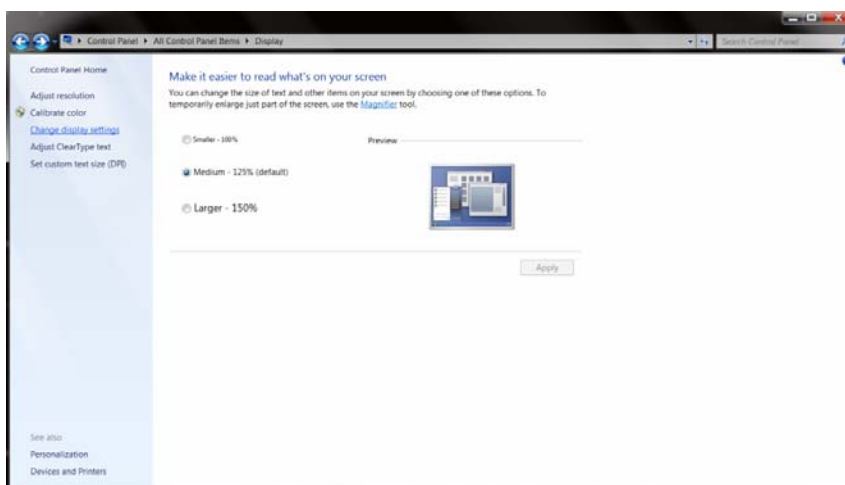 Control Panel ▸ All Control Panel Items ▸ Display
Search Control Panel
Control Panel Home
Adjust resolution
Calibrate color
Change display settings
Adjust ClearType text
Set custom text size (DPI)
Make it easier to read what's on your screen
You can change the size of text and other items on your screen by choosing one of these options. To
temporarily enlarge just part of the screen, use the Magnifier tool.
Smaller - 100%
Preview
Medium - 125% (default)
Larger - 150%
Apply
See also
Personalization
Devices and Printers